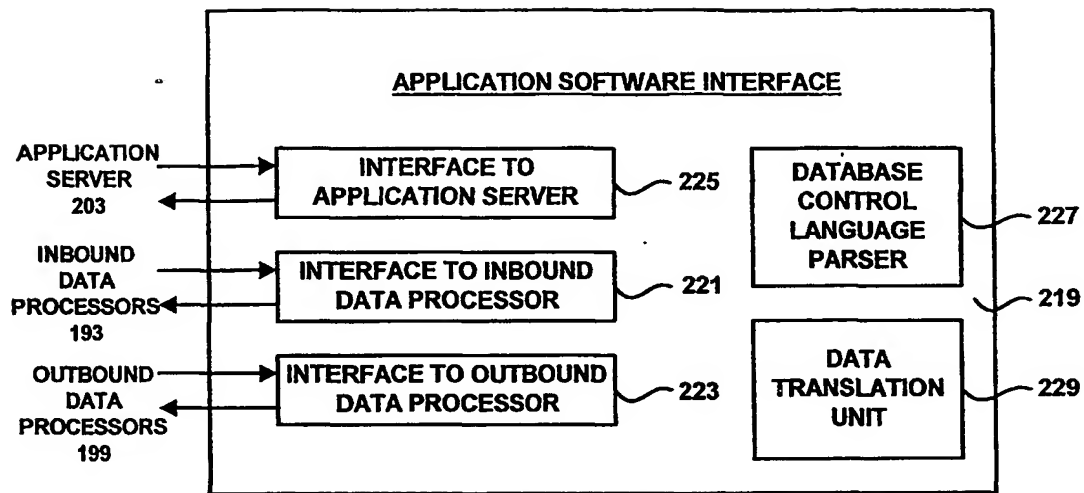 APPLICATION SOFTWARE INTERFACE
APPLICATION
SERVER
203
INTERFACE TO
APPLICATION SERVER
225
INBOUND
DATA
PROCESSORS
193
INTERFACE TO INBOUND
DATA PROCESSOR
221
OUTBOUND
DATA
PROCESSORS
199
INTERFACE TO OUTBOUND
DATA PROCESSOR
223
DATABASE
CONTROL
LANGUAGE
PARSER
227
219
DATA
TRANSLATION
UNIT
229